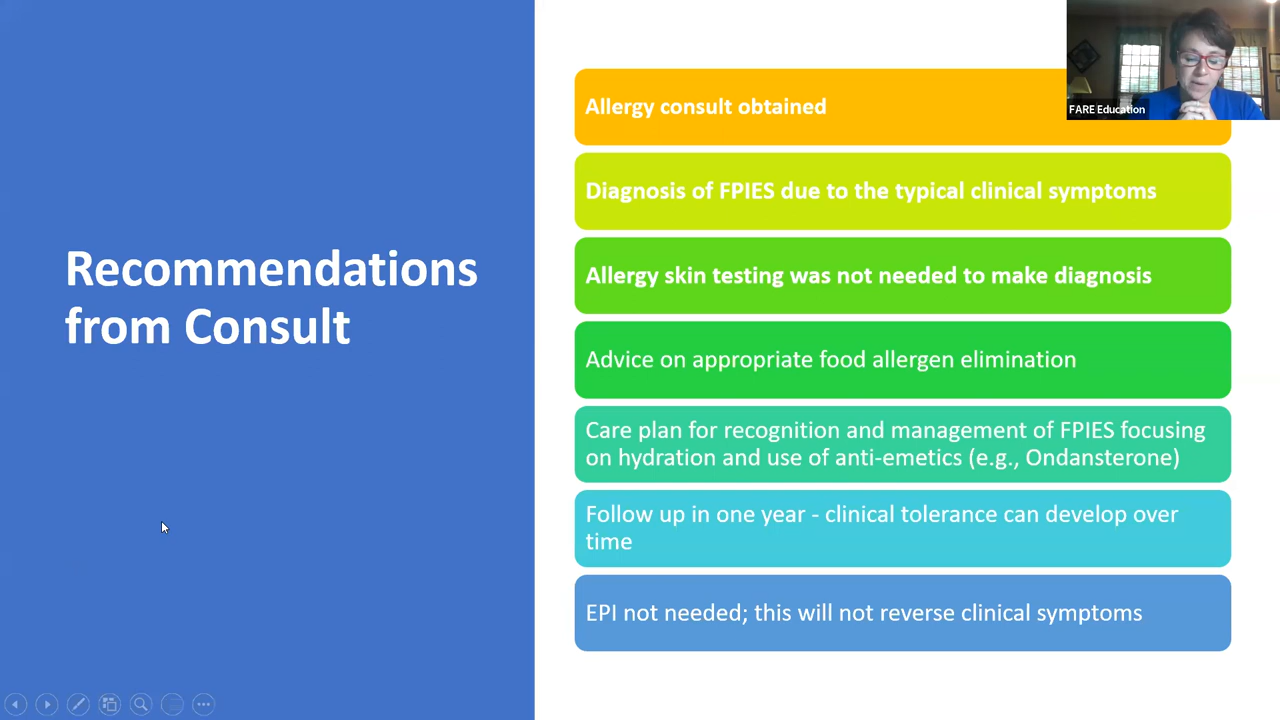 Recommendations
from Consult
Allergy consult obtained
Diagnosis of FPIES due to the typical clinical symptoms
Allergy skin testing was not needed to make diagnosis
Advice on appropriate food allergen elimination
Care plan for recognition and management of FPIES focusing
on hydration and use of anti-emetics (e.g., Ondansterone)
Follow up in one year - clinical tolerance can develop over
time
EPI not needed; this will not reverse clinical symptoms
FARE Education